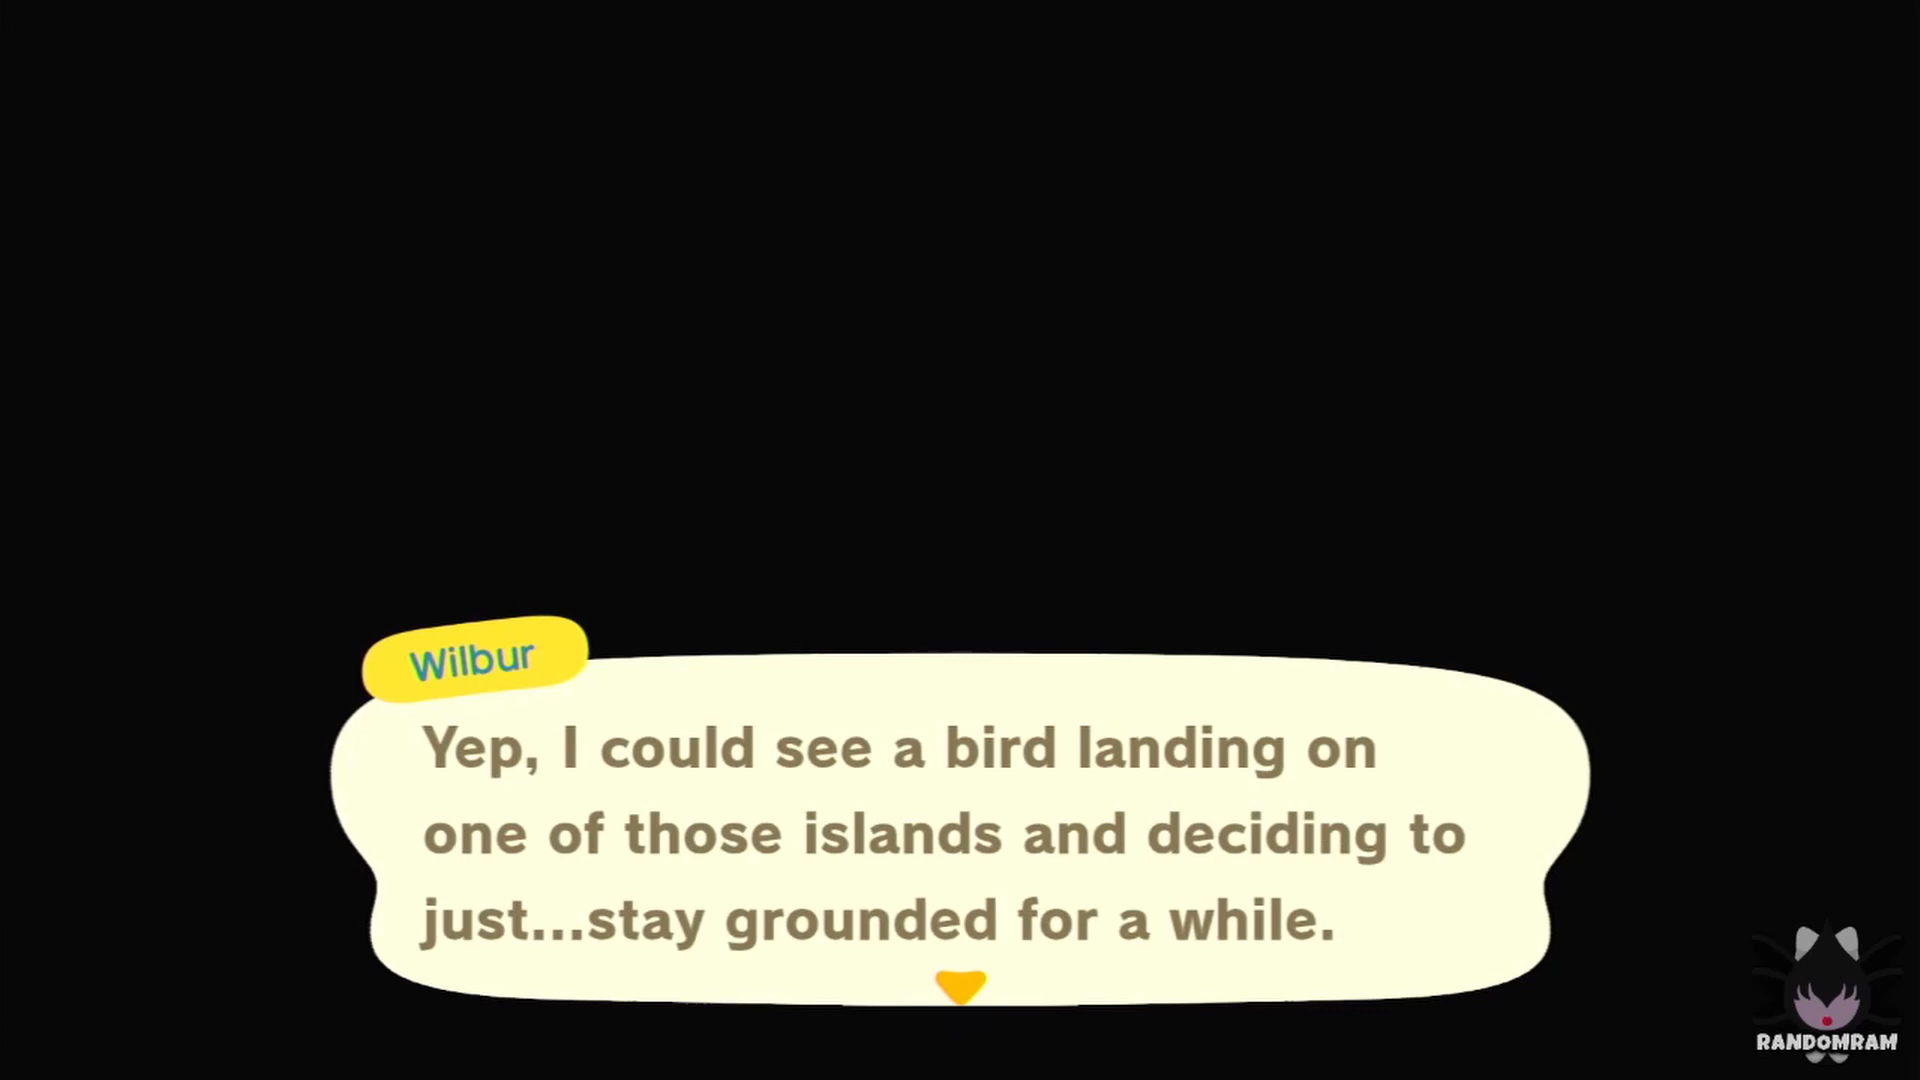 Wilbur
Yep, I could see a bird landing on
one of those islands and deciding to
just...stay grounded for a while.
RANDOMRAM